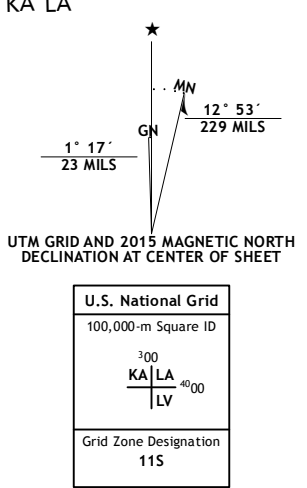 KA LA
MN
GN
12° 53´
229 MILS
1° 17´
23 MILS
UTM GRID AND 2015 MAGNETIC NORTH
DECLINATION AT CENTER OF SHEET
U.S. National Grid
100,000-m Square ID
300
KA LA
4000
LV
Grid Zone Designation
11S